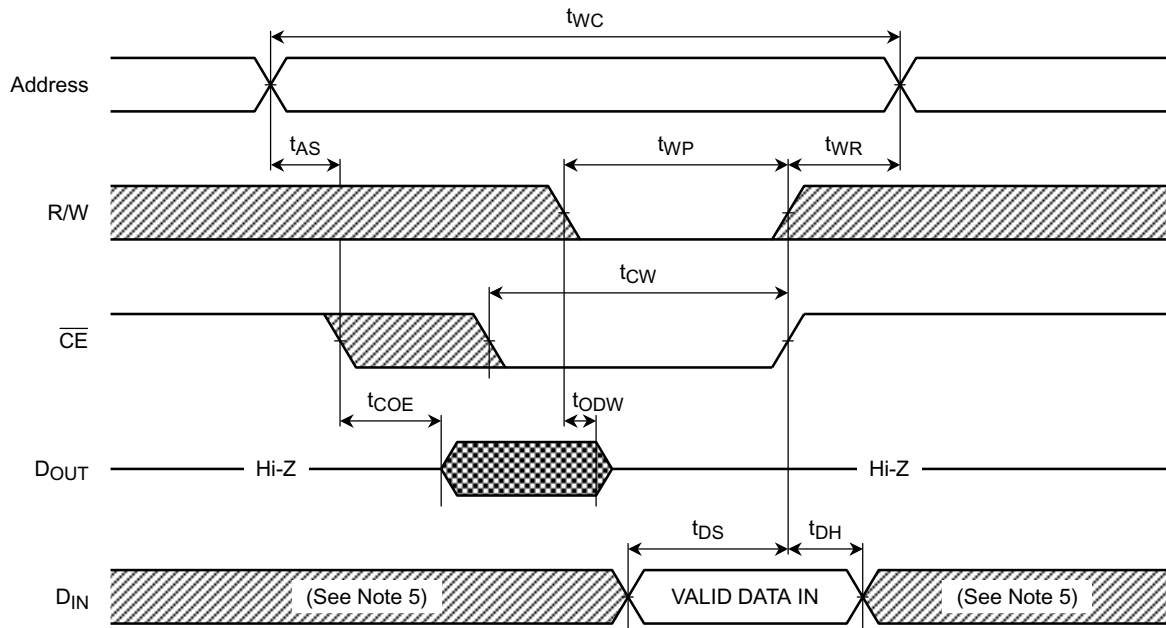 tWC
Address
tAS
tWP
tWR
R/W
tCW
CE
tCOE
tODW
DOUT
Hi-Z
Hi-Z
tDS
tDH
DIN
(See Note 5)
VALID DATA IN
(See Note 5)